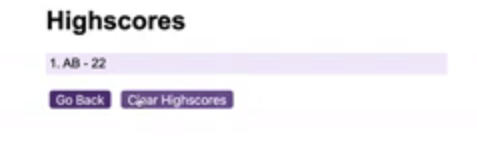 Highscores
1. AB - 22
Go Back Clear Highscores